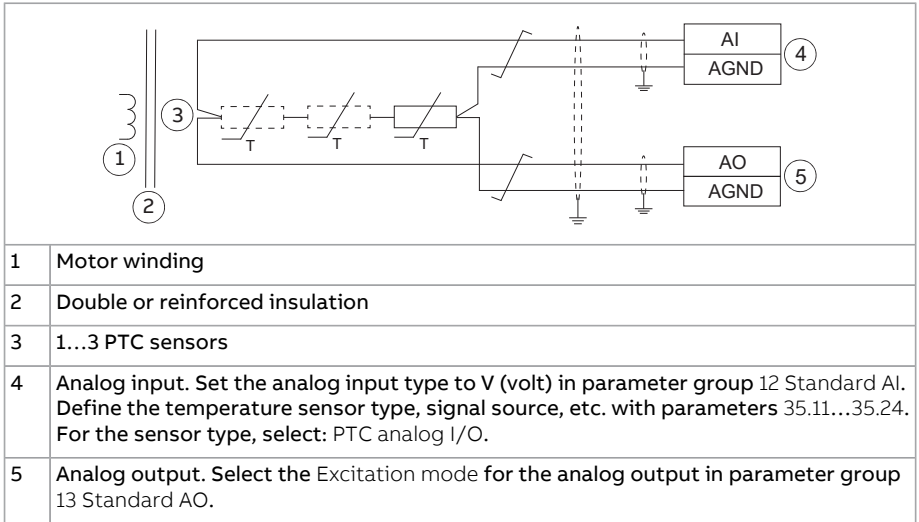 AI
AGND
4
3
T
T
T
1
2
AO
AGND
5
1 Motor winding
2 Double or reinforced insulation
3 1…3 PTC sensors
4 Analog input. Set the analog input type to V (volt) in parameter group 12 Standard AI.
Define the temperature sensor type, signal source, etc. with parameters 35.11…35.24.
For the sensor type, select: PTC analog I/O.
5 Analog output. Select the Excitation mode for the analog output in parameter group
13 Standard AO.